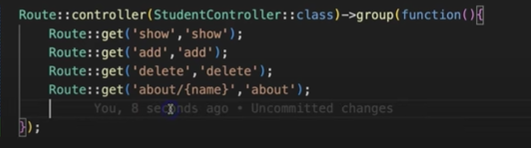 Route::controller(StudentController::class)->group(function(){
Route::get('show','show');
Route::get('add','add');
Route::get('delete','delete');
Route::get('about/{name}','about');
You, 8 seconds ago • Uncommitted changes
});